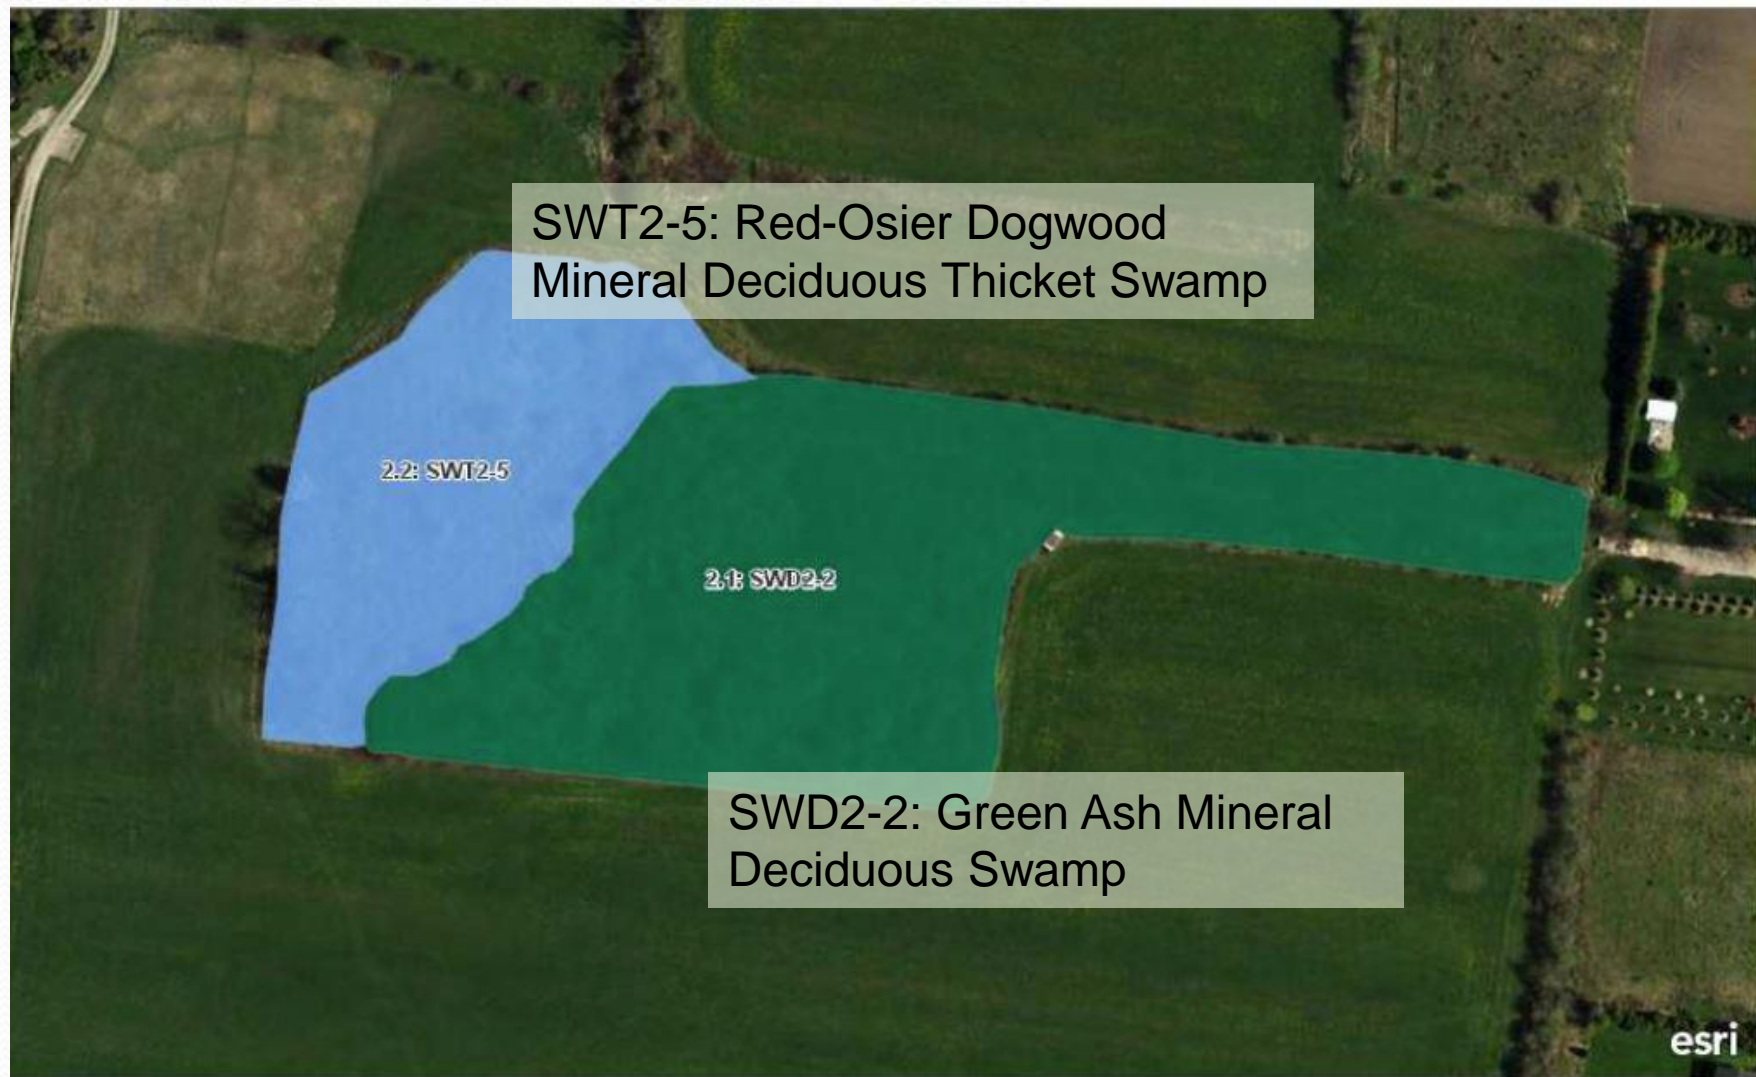 SWT2-5: Red-Osier Dogwood
Mineral Deciduous Thicket Swamp
2.2: SWT2-5
2.1: SWD2-2
SWD2-2: Green Ash Mineral
Deciduous Swamp
esri